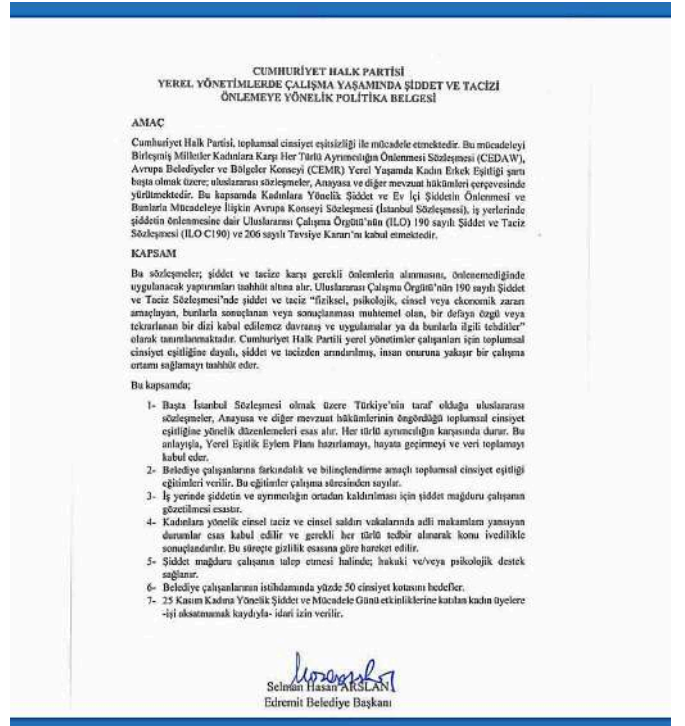 CUMHURİYET HALK PARTİSİ
YEREL YÖNETİMLERDE ÇALIŞMA YAŞAMINDA ŞİDDET VE TACİZİ
ÖNLEMEYE YÖNELİK POLİTİKA BELGESİ
AMAÇ
Cumhuriyet Halk Partisi, toplumsal cinsiyet eşitsizliği ile mücadele etmektedir. Bu mücadeleyi
Birleşmiş Milletler Kadınlara Karşı Her Türlü Ayrımcılığın Önlenmesi Sözleşmesi (CEDAW),
Avrupa Belediyeler ve Bölgeler Konseyi (CEMR) Yerel Yaşamda Kadın Erkek Eşitliği şartı
başta olmak üzere; uluslararası sözleşmeler, Anayasa ve diğer mevzuat hükümleri çerçevesinde
yürütmektedir. Bu kapsamda Kadınlara Yönelik Şiddet ve Ev İçi Şiddetin Önlenmesi ve
Bunlarla Mücadeleye İlişkin Avrupa Konseyi Sözleşmesi (İstanbul Sözleşmesi), iş yerlerinde
şiddetin önlenmesine dair Uluslararası Çalışma Örgütü'nün (ILO) 190 sayılı Şiddet ve Taciz
Sözleşmesi (ILO C190) ve 206 sayılı Tavsiye Kararı'nı kabul etmektedir.
KAPSAM
Bu sözleşmeler; şiddet ve tacize karşı gerekli önlemlerin alınmasını, önlenemediğinde
uygulanacak yaptırımları taahhüt altına alır. Uluslararası Çalışma Örgütü'nün 190 sayılı Şiddet
ve Taciz Sözleşmesi'nde şiddet ve taciz "fiziksel, psikolojik, cinsel veya ekonomik zararı
amaçlayan, bunlarla sonuçlanan veya sonuçlanması muhtemel olan, bir defaya özgü veya
tekrarlanan bir dizi kabul edilemez davranış ve uygulamalar ya da bunlarla ilgili tehditler"
olarak tanımlanmaktadır. Cumhuriyet Halk Partili yerel yönetimler çalışanları için toplumsal
cinsiyet eşitliğine dayalı, şiddet ve tacizden arındırılmış, insan onuruna yakışır bir çalışma
ortamı sağlamayı taahhüt eder.
Bu kapsamda;
1- Başta İstanbul Sözleşmesi olmak üzere Türkiye'nin taraf olduğu uluslararası
sözleşmeler, Anayasa ve diğer mevzuat hükümlerinin öngördüğü toplumsal cinsiyet
eşitliğine yönelik düzenlemeleri esas alır. Her türlü ayrımcılığın karşısında durur. Bu
anlayışla, Yerel Eşitlik Eylem Planı hazırlamayı, hayata geçirmeyi ve veri toplamayı
kabul eder.
2- Belediye çalışanlarına farkındalık ve bilinçlendirme amaçlı toplumsal cinsiyet eşitliği
eğitimleri verilir. Bu eğitimler çalışma süresinden sayılır.
3- İş yerinde şiddetin ve ayrımcılığın ortadan kaldırılması için şiddet mağduru çalışanın
gözetilmesi esastır.
4- Kadınlara yönelik cinsel taciz ve cinsel saldırı vakalarında adli makamlara yansıyan
durumlar esas kabul edilir ve gerekli her türlü tedbir alınarak konu ivedilikle
sonuçlandırılır. Bu süreçte gizlilik esasına göre hareket edilir.
5- Şiddet mağduru çalışanın talep etmesi halinde; hukuki ve/veya psikolojik destek
sağlanır.
6- Belediye çalışanlarının istihdamında yüzde 50 cinsiyet kotasını hedefler.
7- 25 Kasım Kadına Yönelik Şiddet ve Mücadele Günü etkinliklerine katılan kadın üyelere
-işi aksatmamak kaydıyla- idari izin verilir.
Selman Hasan ARSLAN
Edremit Belediye Başkanı